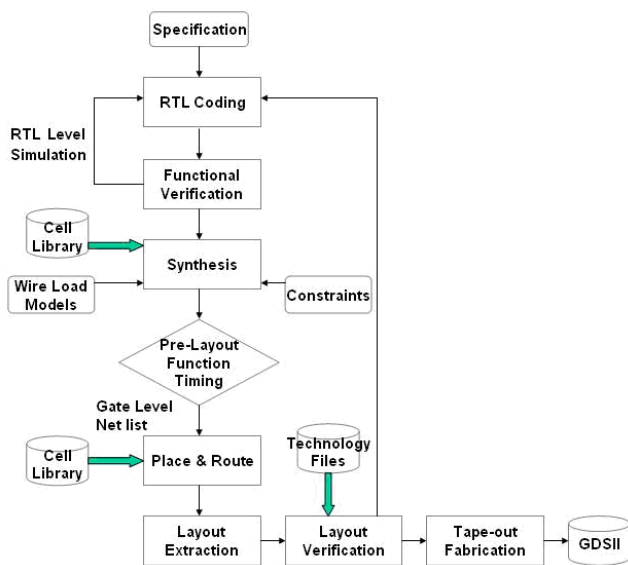 Specification
RTL Coding
RTL Level
Simulation
Functional
Verification
Cell
Library
Synthesis
Wire Load
Models
Constraints
Pre-Layout
Function
Timing
Gate Level
Net list
Cell
Library
Place & Route
Technology
Files
Layout
Extraction
Layout
Verification
Tape-out
Fabrication
GDSII